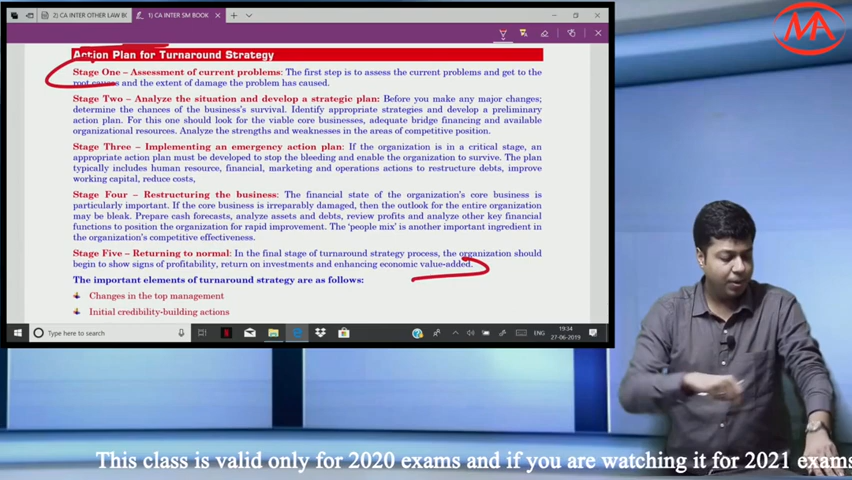 2) CA INTER OTHER LAW BO
1) CA INTER SM BOOK
MA
Action Plan for Turnaround Strategy
Stage One – Assessment of current problems: The first step is to assess the current problems and get to the
root cause and the extent of damage the problem has caused.
Stage Two – Analyze the situation and develop a strategic plan: Before you make any major changes;
determine the chances of the business's survival. Identify appropriate strategies and develop a preliminary
action plan. For this one should look for the viable core businesses, adequate bridge financing and available
organizational resources. Analyze the strengths and weaknesses in the areas of competitive position.
Stage Three – Implementing an emergency action plan: If the organization is in a critical stage, an
appropriate action plan must be developed to stop the bleeding and enable the organization to survive. The plan
typically includes human resource, financial, marketing and operations actions to restructure debts, improve
working capital, reduce costs,
Stage Four – Restructuring the business: The financial state of the organization's core business is
particularly important. If the core business is irreparably damaged, then the outlook for the entire organization
may be bleak. Prepare cash forecasts, analyze assets and debts, review profits and analyze other key financial
functions to position the organization for rapid improvement. The 'people mix' is another important ingredient in
the organization's competitive effectiveness.
Stage Five – Returning to normal: In the final stage of turnaround strategy process, the organization should
begin to show signs of profitability, return on investments and enhancing economic value-added.
The important elements of turnaround strategy are as follows:
Changes in the top management
Initial credibility-building actions
Type here to search
ENG
19:34
27-06-2019
This class is valid only for 2020 exams and if you are watching it for 2021 exams